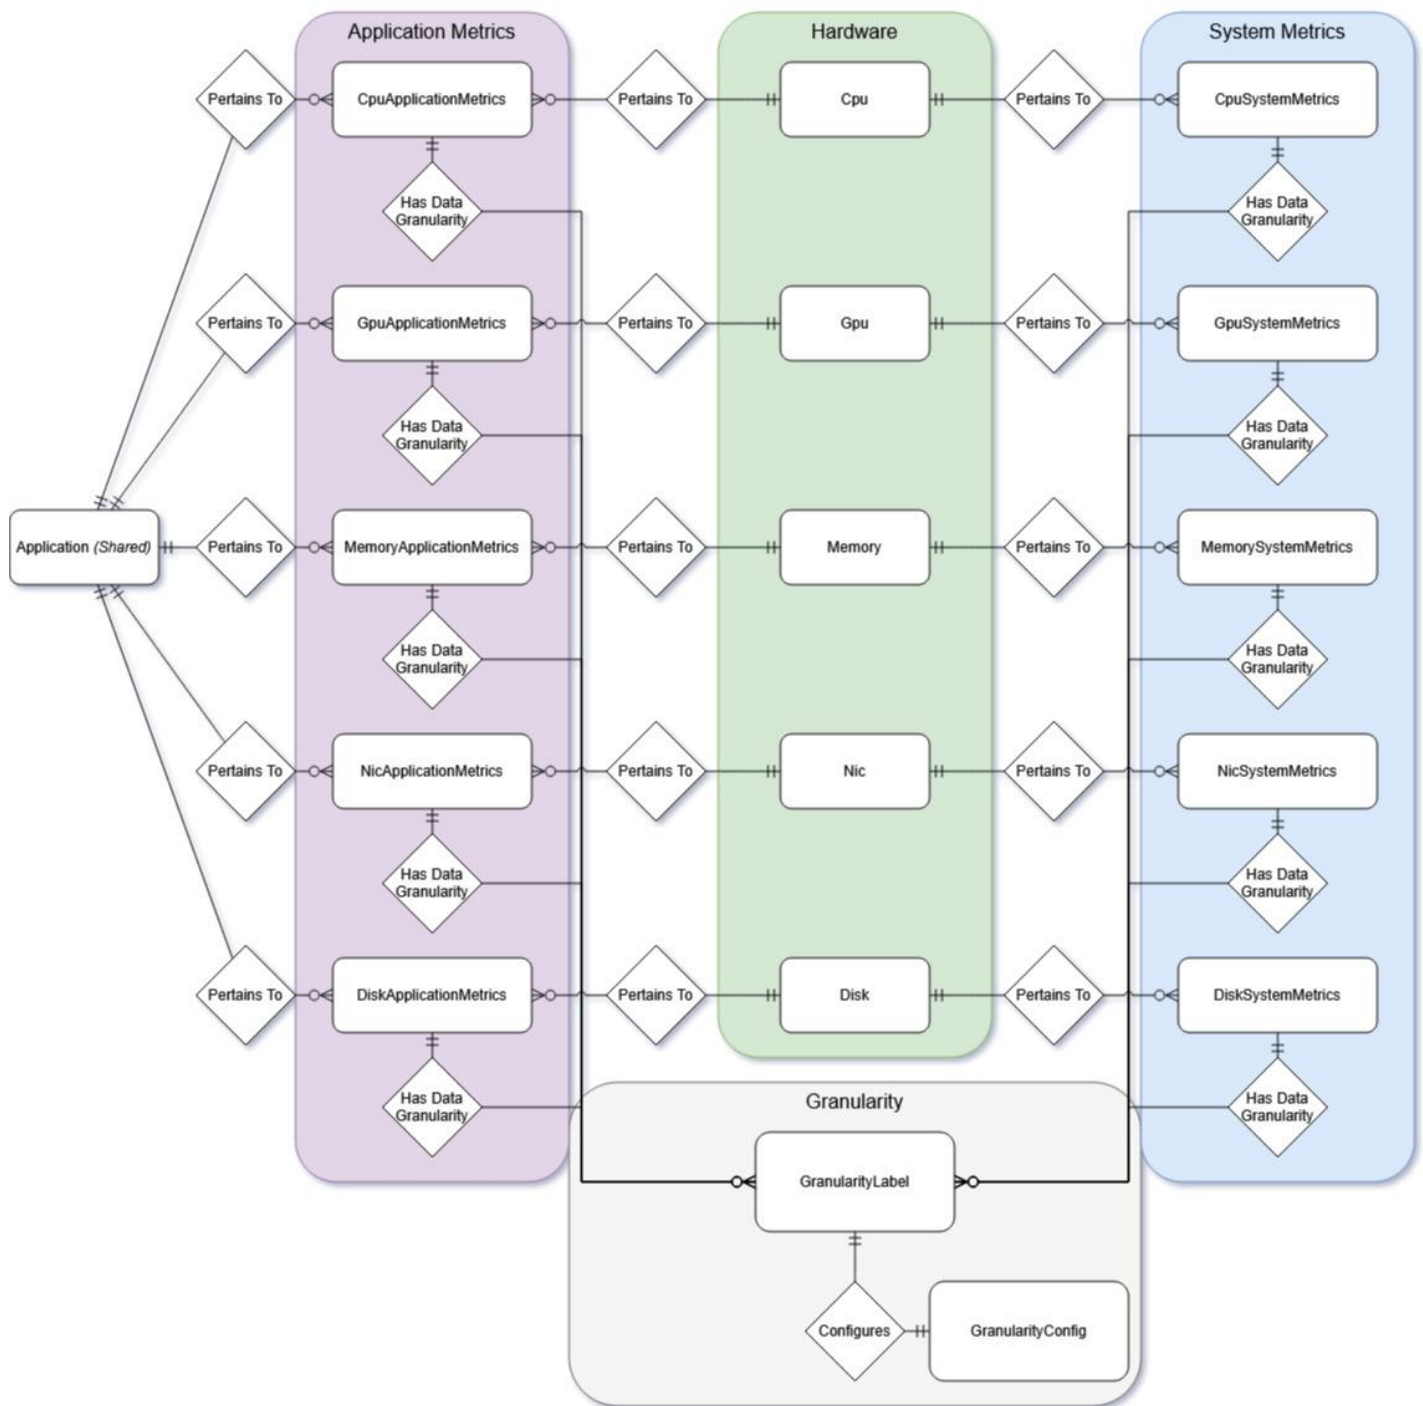 Application Metrics
Hardware
System Metrics
Pertains To
CpuApplicationMetrics
Pertains To
Cpu
Pertains To
CpuSystemMetrics
Has Data
Granularity
Has Data
Granularity
Pertains To
GpuApplicationMetrics
Pertains To
Gpu
Pertains To
GpuSystemMetrics
Has Data
Granularity
Has Data
Granularity
Application (Shared)
Pertains To
MemoryApplicationMetrics
Pertains To
Memory
Pertains To
MemorySystemMetrics
Has Data
Granularity
Has Data
Granularity
Pertains To
NicApplicationMetrics
Pertains To
Nic
Pertains To
NicSystemMetrics
Has Data
Granularity
Has Data
Granularity
Pertains To
DiskApplicationMetrics
Pertains To
Disk
Pertains To
DiskSystemMetrics
Has Data
Granularity
Has Data
Granularity
Granularity
GranularityLabel
Configures
GranularityConfig